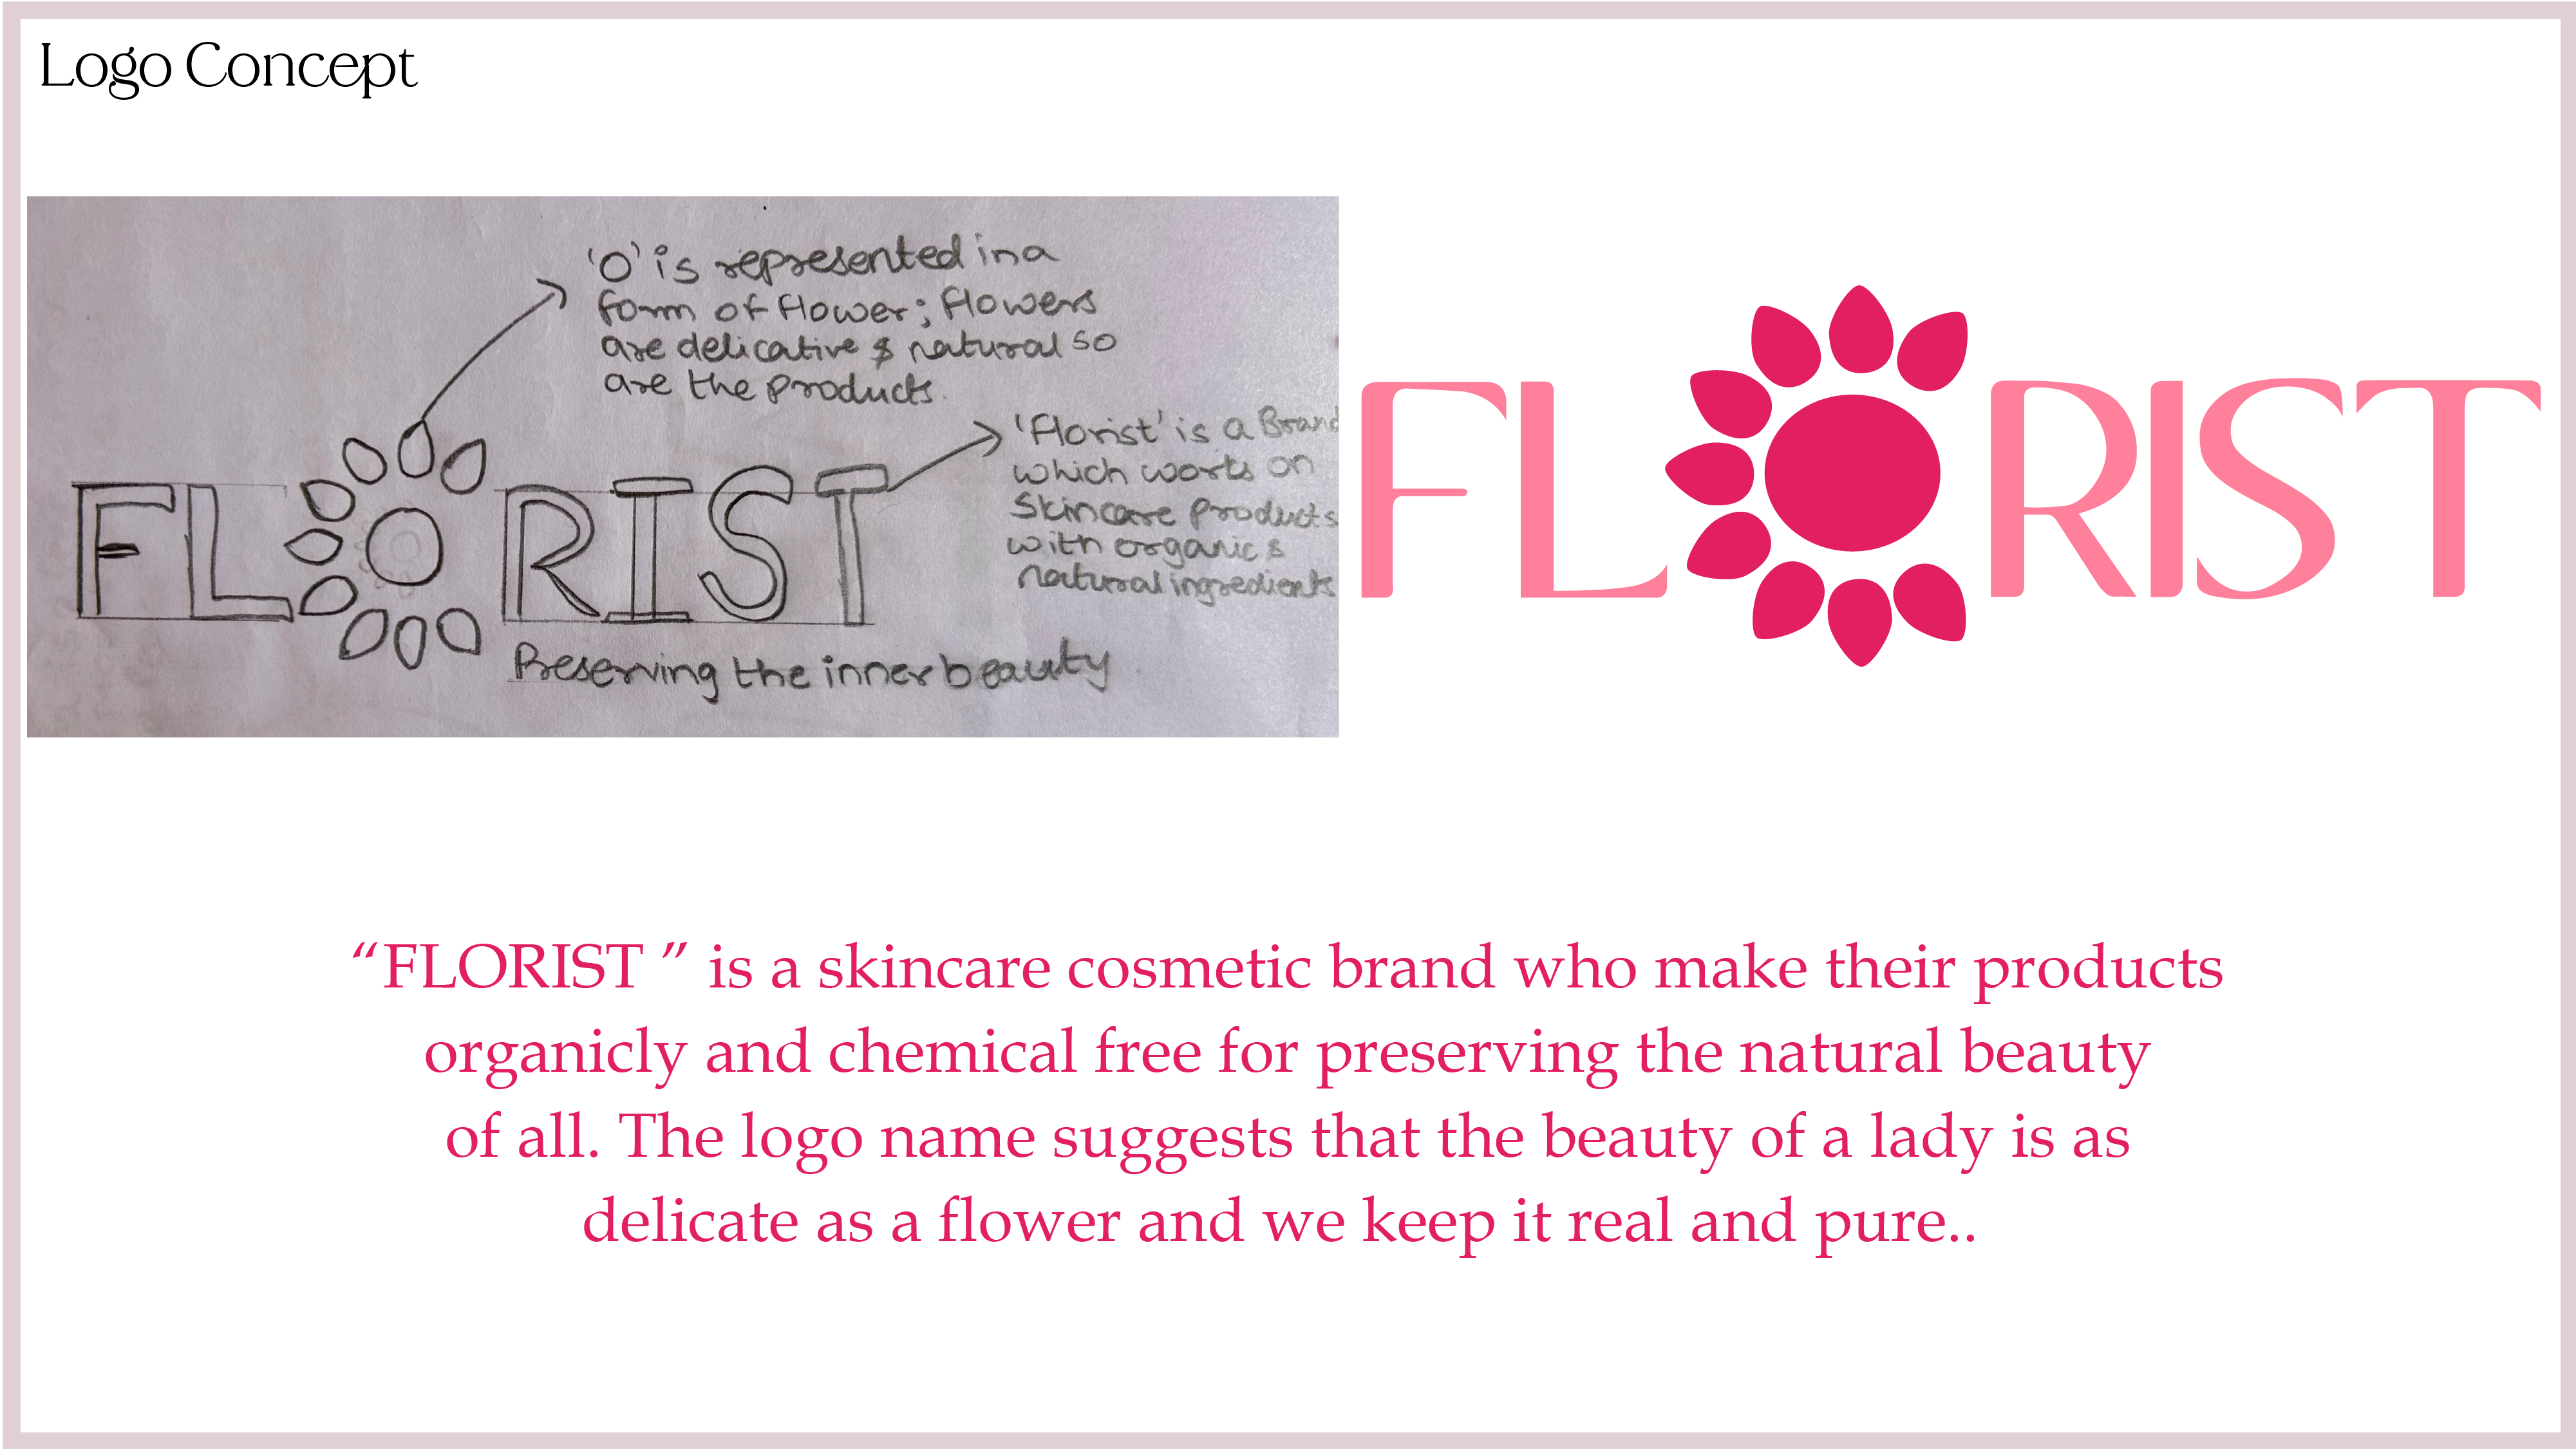 Logo Concept
'O' is represented in a
form of flower; flowers
are delicative & natural so
are the products.
'Florist' is a Brand
which works on
Skincare Products
with organic &
natural ingredients
FLORIST
Preserving the inner beauty
FLORIST
“FLORIST ” is a skincare cosmetic brand who make their products
organicly and chemical free for preserving the natural beauty
of all. The logo name suggests that the beauty of a lady is as
delicate as a flower and we keep it real and pure..